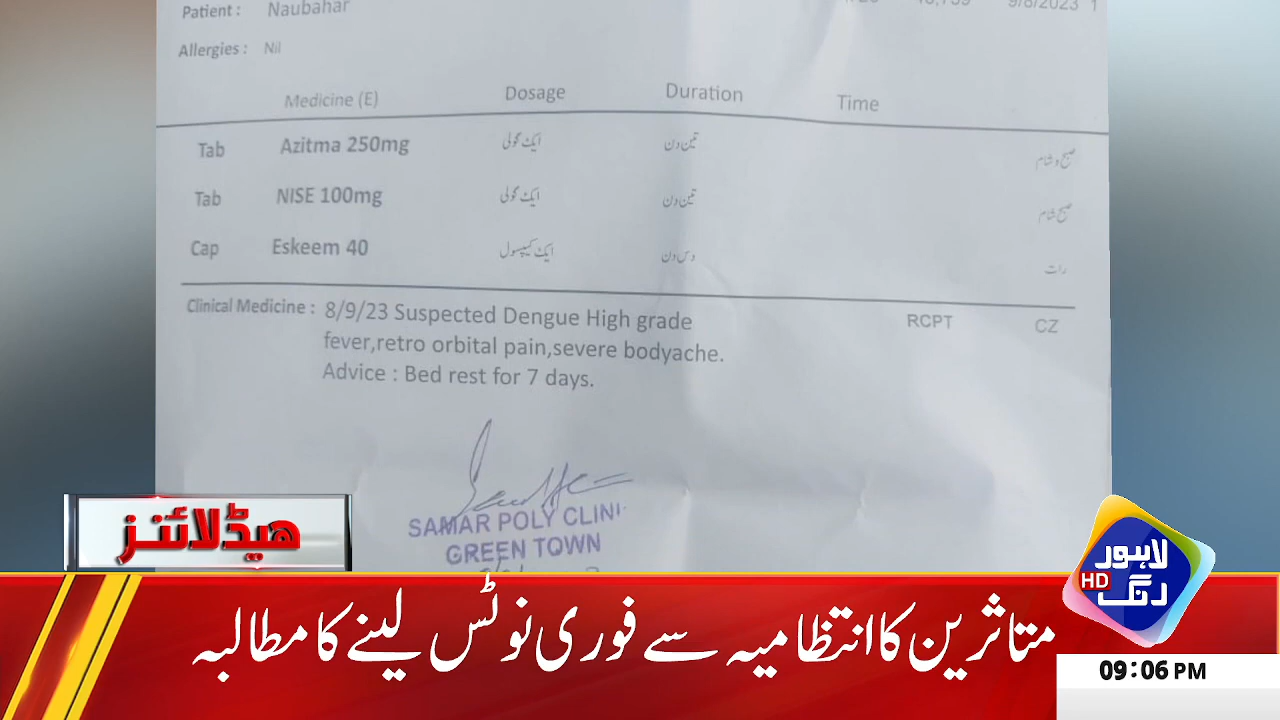 Patient : Naubahar 9/8/2023 1
Allergies : Nil
Medicine (E) Dosage Duration Time
Tab Azitma 250mg ایک گولی تین دن صبح و شام
Tab NISE 100mg ایک گولی تین دن صبح شام
Cap Eskeem 40 ایک کیپسول دس دن رات
Clinical Medicine : 8/9/23 Suspected Dengue High grade RCPT CZ
fever,retro orbital pain,severe bodyache.
Advice : Bed rest for 7 days.
SAMAR POLY CLINI
GREEN TOWN
ہیڈلائنز
لاہور
HD رنگ
متاثرین کا انتظامیہ سے فوری نوٹس لینے کا مطالبہ
09:06 PM